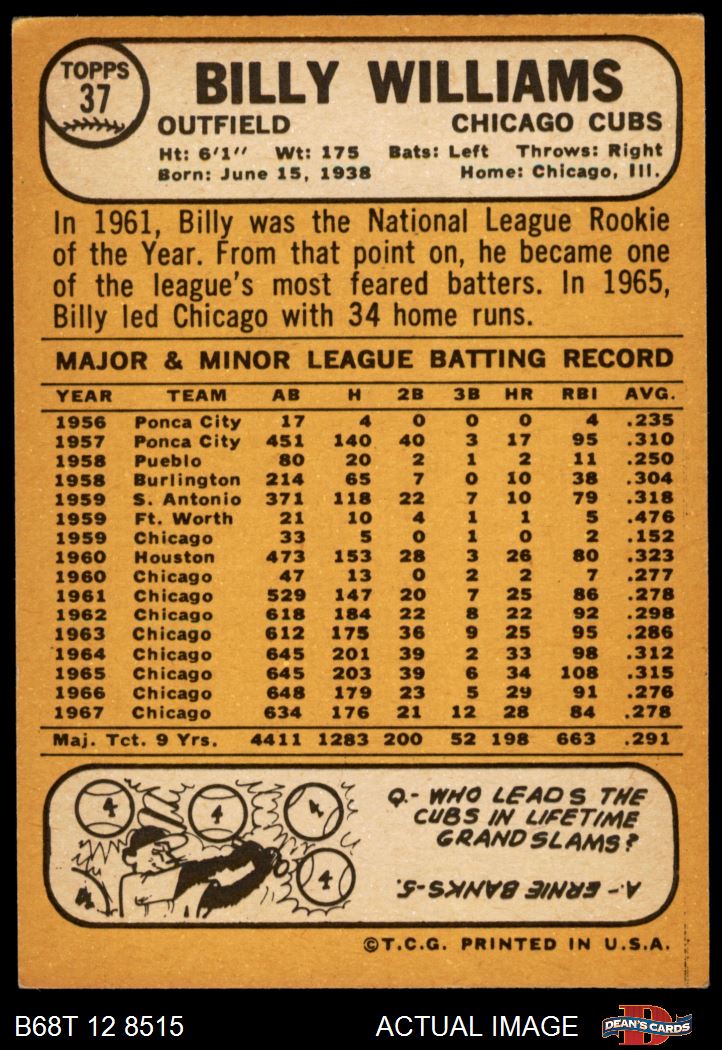 TOPPS
37
BILLY WILLIAMS
OUTFIELD CHICAGO CUBS
Ht: 6'1'' Wt: 175 Bats: Left Throws: Right
Born: June 15, 1938 Home: Chicago, Ill.
In 1961, Billy was the National League Rookie
of the Year. From that point on, he became one
of the league's most feared batters. In 1965,
Billy led Chicago with 34 home runs.
MAJOR & MINOR LEAGUE BATTING RECORD
YEAR TEAM AB H 2B 3B HR RBI AVG.
1956 Ponca City 17 4 0 0 0 4 .235
1957 Ponca City 451 140 40 3 17 95 .310
1958 Pueblo 80 20 2 1 2 11 .250
1958 Burlington 214 65 7 0 10 38 .304
1959 S. Antonio 371 118 22 7 10 79 .318
1959 Ft. Worth 21 10 4 1 1 5 .476
1959 Chicago 33 5 0 1 0 2 .152
1960 Houston 473 153 28 3 26 80 .323
1960 Chicago 47 13 0 2 2 7 .277
1961 Chicago 529 147 20 7 25 86 .278
1962 Chicago 618 184 22 8 22 92 .298
1963 Chicago 612 175 36 9 25 95 .286
1964 Chicago 645 201 39 2 33 98 .312
1965 Chicago 645 203 39 6 34 108 .315
1966 Chicago 648 179 23 5 29 91 .276
1967 Chicago 634 176 21 12 28 84 .278
Maj. Tct. 9 Yrs. 4411 1283 200 52 198 663 .291
4 4 4 4 4
Q.- WHO LEADS THE
CUBS IN LIFETIME
GRAND SLAMS?
A.- ERNIE BANKS-5.
©T.C.G. PRINTED IN U.S.A.
B68T 12 8515 ACTUAL IMAGE D DEAN'S CARDS